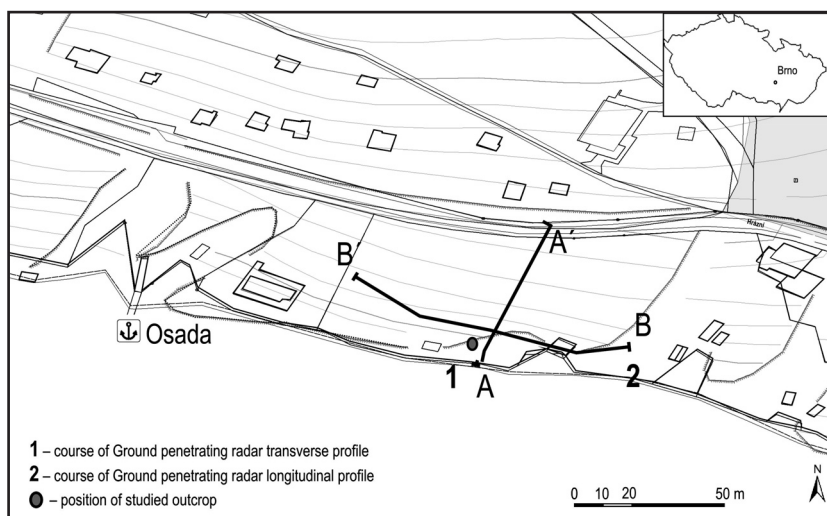 Brno
Hrázní
A´
B´
B
Osada
1
A
2
1 – course of Ground penetrating radar transverse profile
2 – course of Ground penetrating radar longitudinal profile
– position of studied outcrop
N
0 10 20 50 m